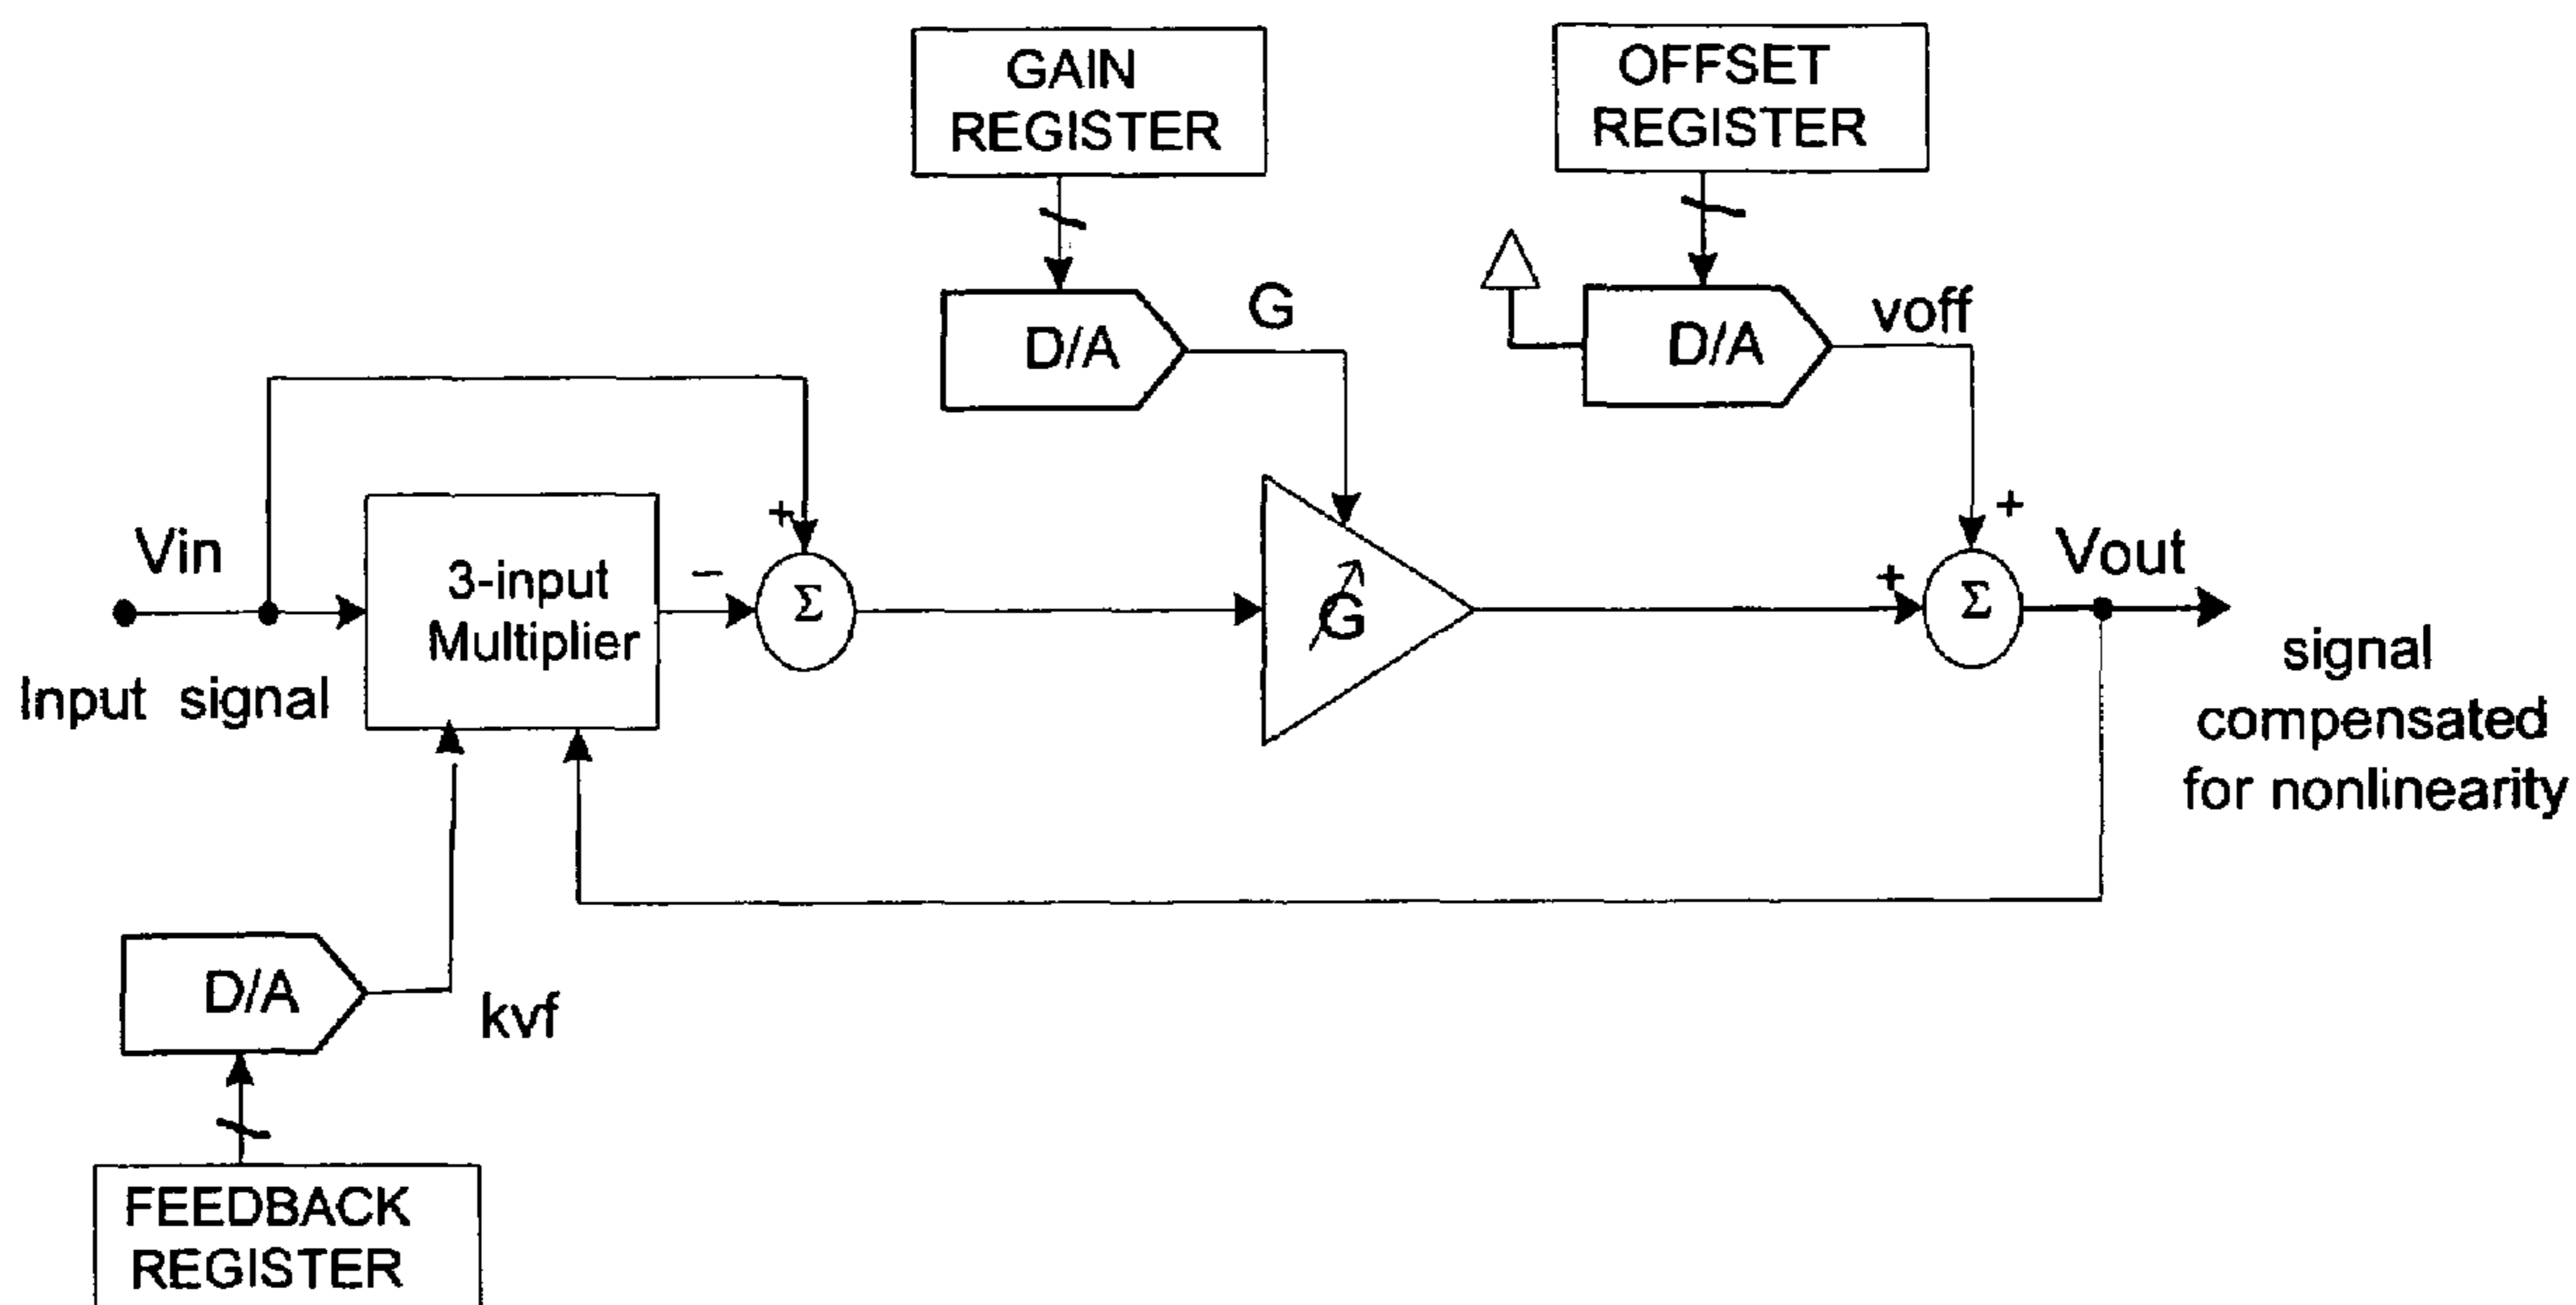 GAIN
REGISTER
OFFSET
REGISTER
D/A
G
D/A
voff
+
+
Vin
3-input
Multiplier
−
Σ
G
+
Σ
Vout
Input signal
signal
compensated
for nonlinearity
D/A
kvf
FEEDBACK
REGISTER